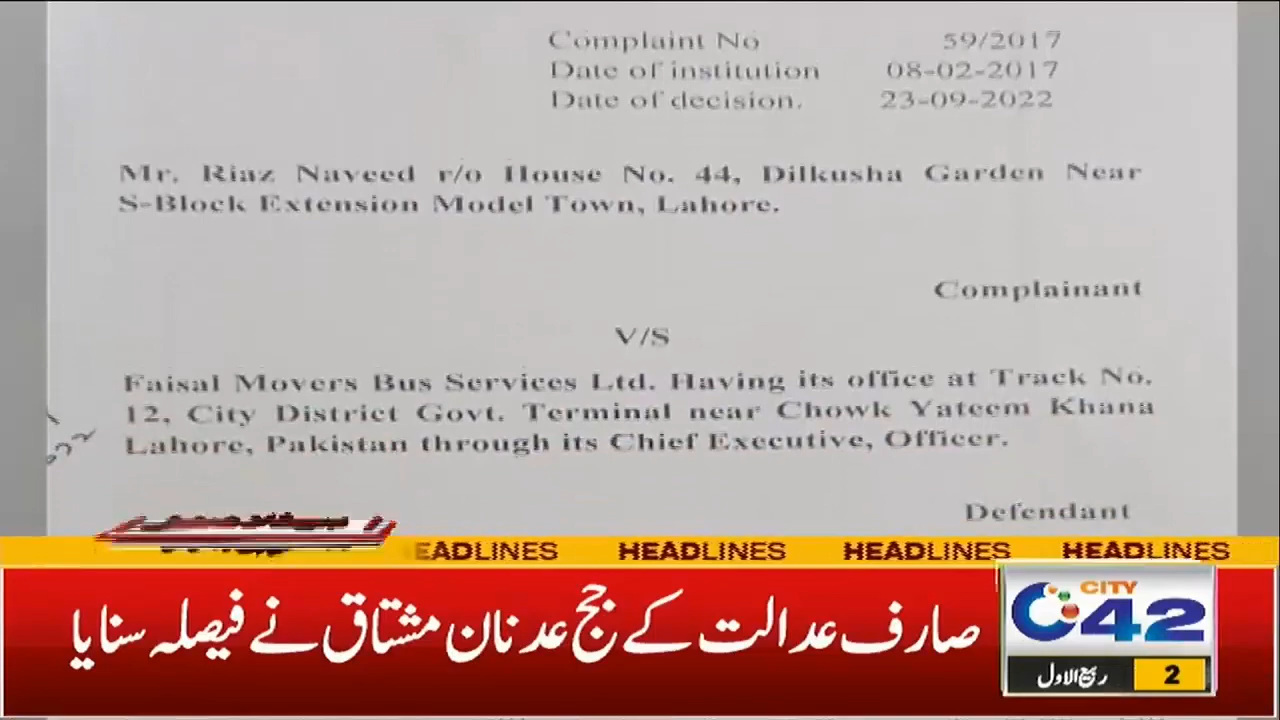 Complaint No 59/2017
Date of institution 08-02-2017
Date of decision. 23-09-2022
Mr. Riaz Naveed r/o House No. 44, Dilkusha Garden Near
S-Block Extension Model Town, Lahore.
Complainant
V/S
Faisal Movers Bus Services Ltd. Having its office at Track No.
12, City District Govt. Terminal near Chowk Yateem Khana
Lahore, Pakistan through its Chief Executive, Officer.
Defendant
EADLINES HEADLINES HEADLINES HEADLINES
صارف عدالت کے جج عدنان مشتاق نے فیصلہ سنایا
CITY
42
ربیع الاول 2